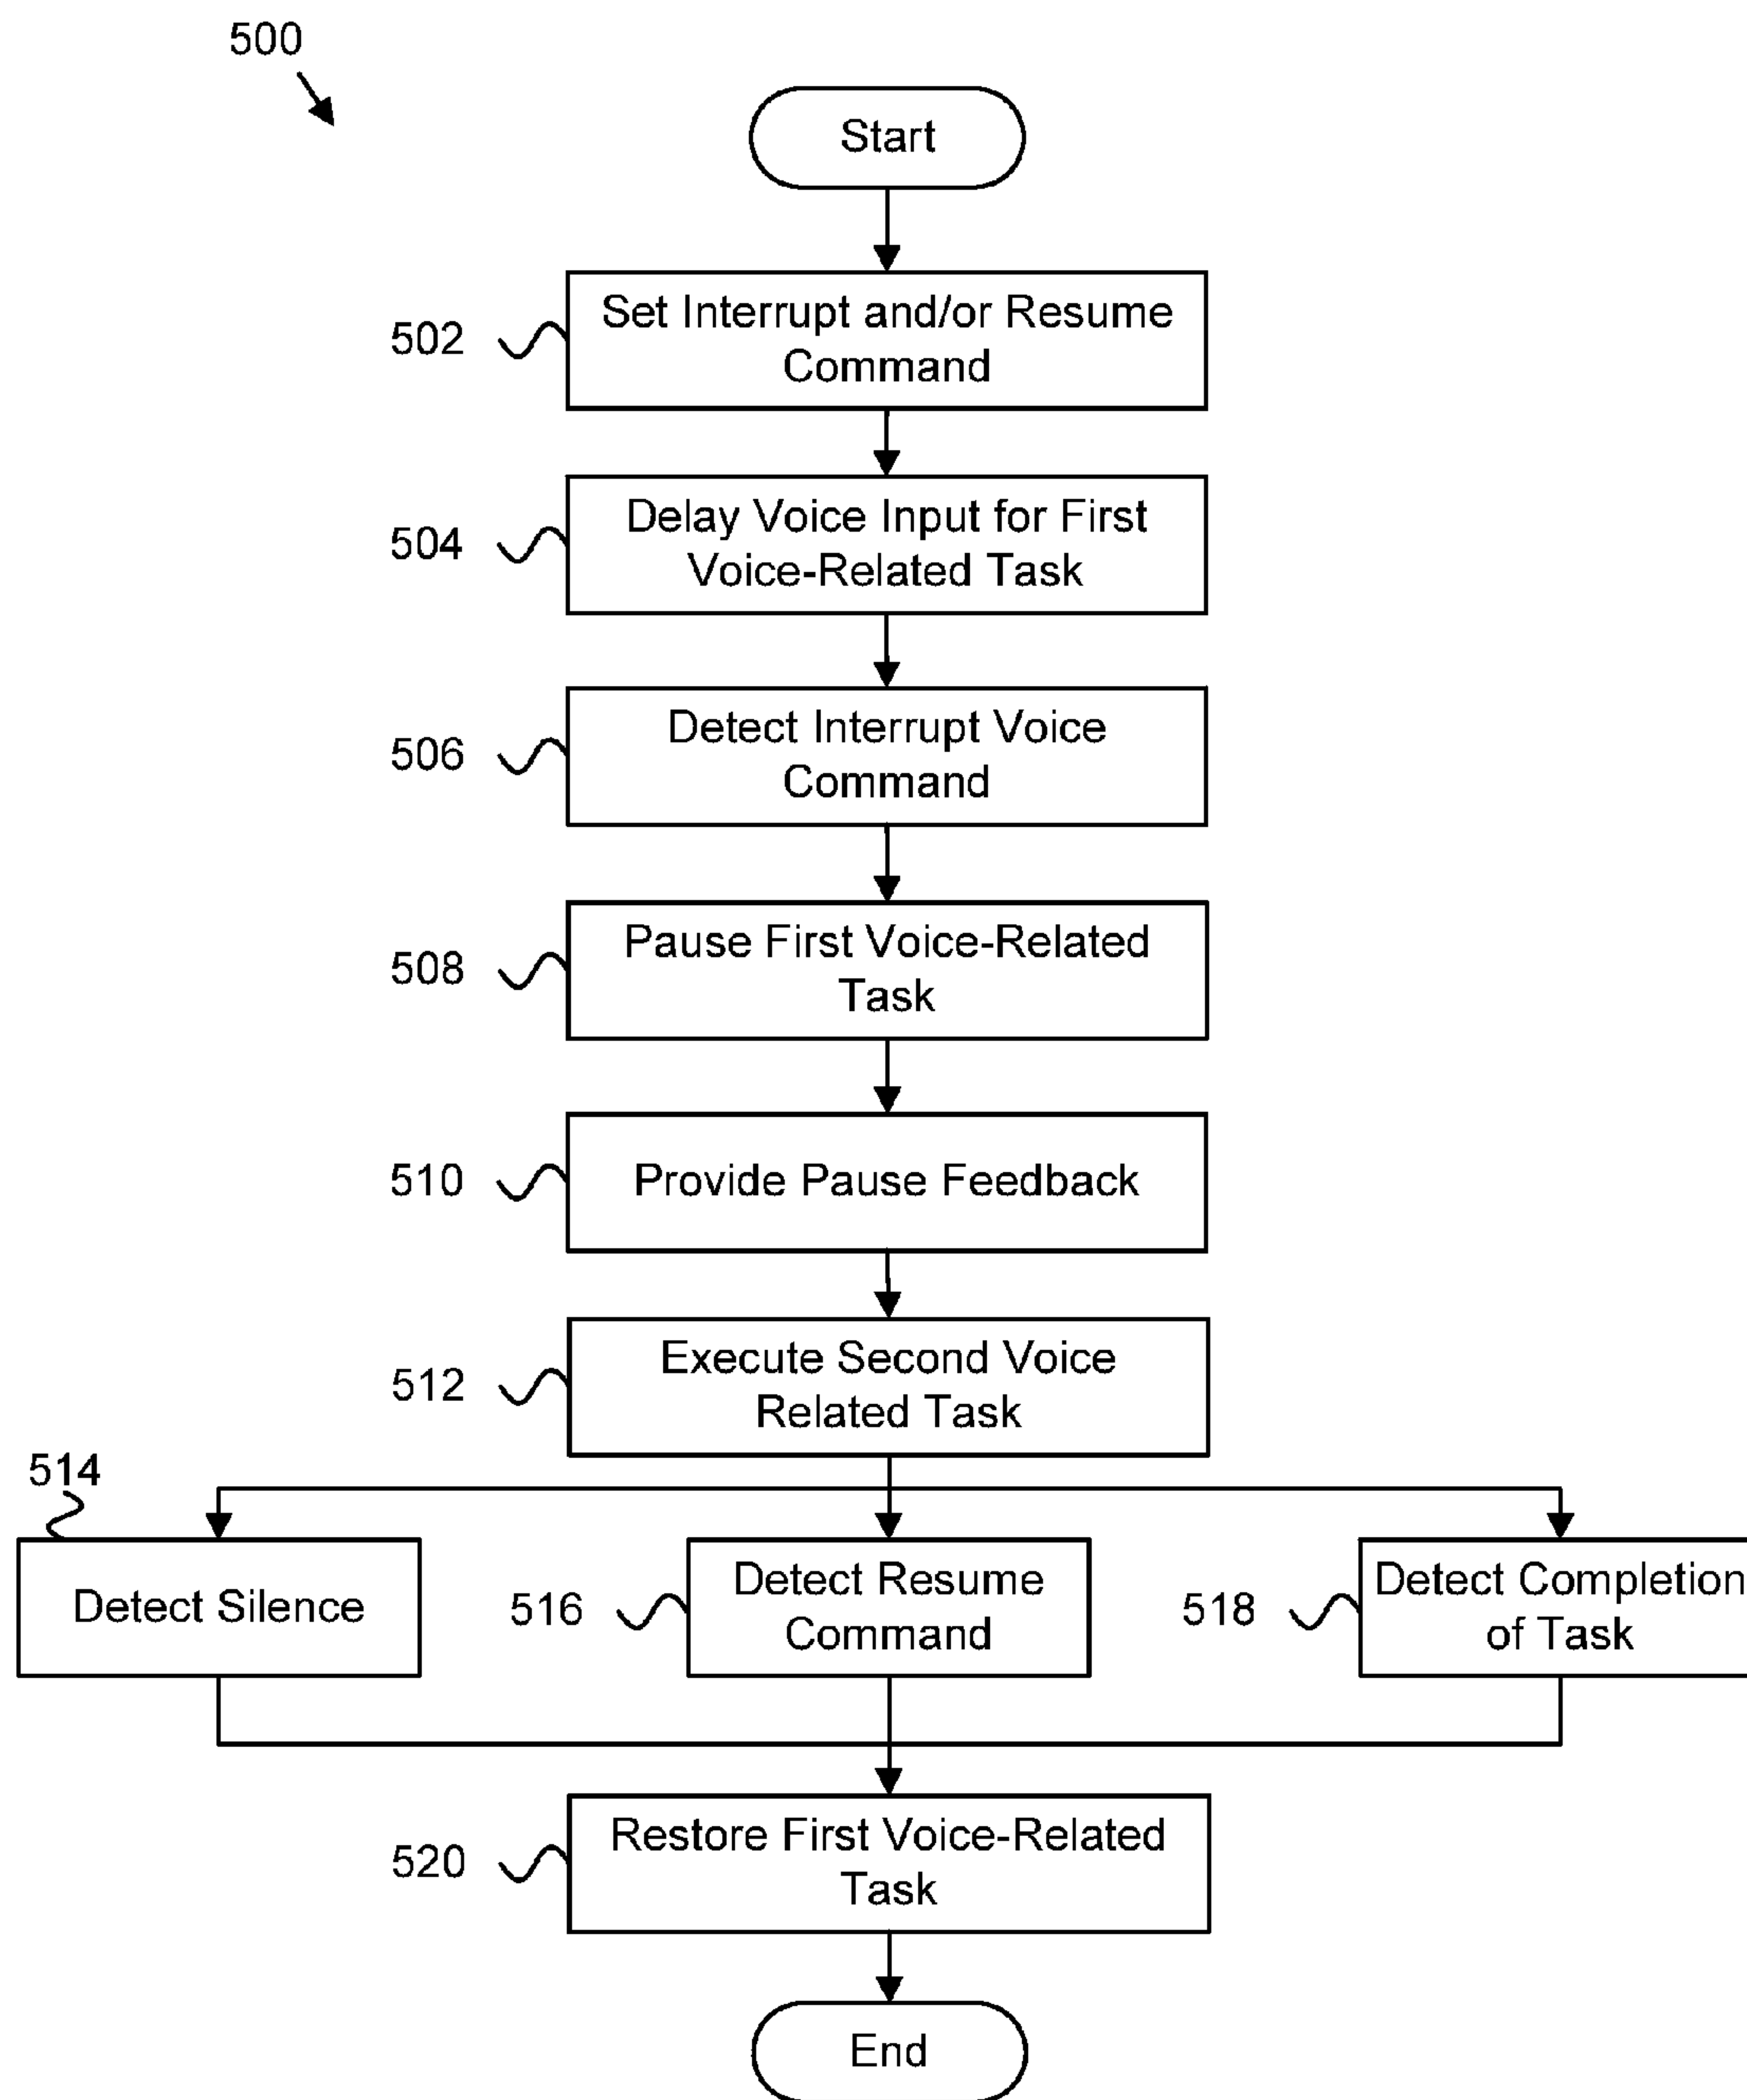 500
Start
502
Set Interrupt and/or Resume
Command
504
Delay Voice Input for First
Voice-Related Task
506
Detect Interrupt Voice
Command
508
Pause First Voice-Related
Task
510
Provide Pause Feedback
512
Execute Second Voice
Related Task
514
Detect Silence
516
Detect Resume
Command
518
Detect Completion
of Task
520
Restore First Voice-Related
Task
End